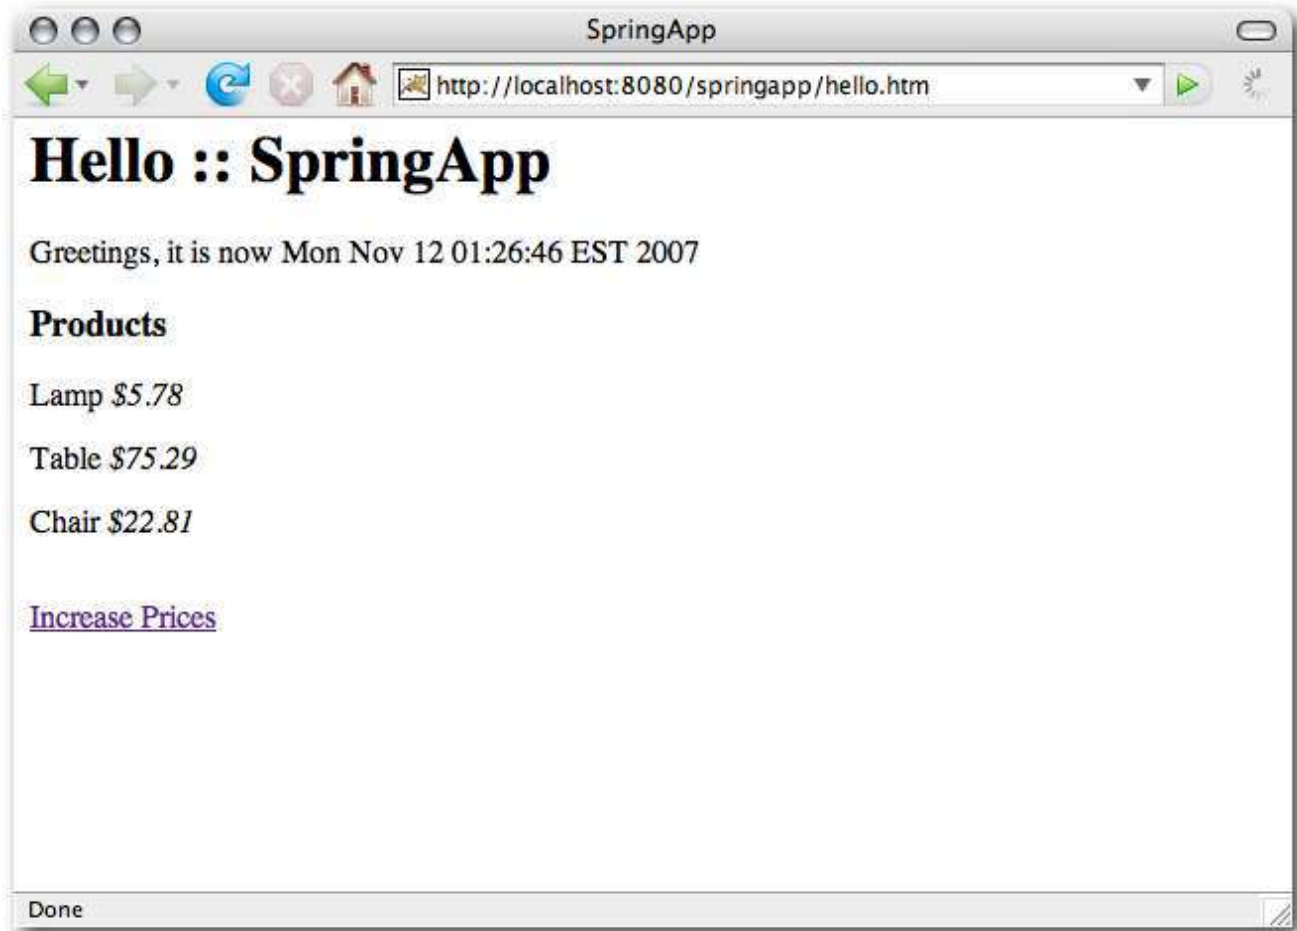 SpringApp
http://localhost:8080/springapp/hello.htm
Hello :: SpringApp
Greetings, it is now Mon Nov 12 01:26:46 EST 2007
Products
Lamp $5.78
Table $75.29
Chair $22.81
Increase Prices
Done